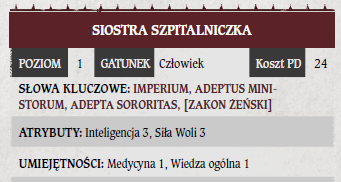 SIOSTRA SZPITALNICZKA
POZIOM 1 GATUNEK Człowiek Koszt PD 24
SŁOWA KLUCZOWE: IMPERIUM, ADEPTUS MINI-
STORUM, ADEPTA SORORITAS, [ZAKON ŻEŃSKI]
ATRYBUTY: Inteligencja 3, Siła Woli 3
UMIEJĘTNOŚCI: Medycyna 1, Wiedza ogólna 1